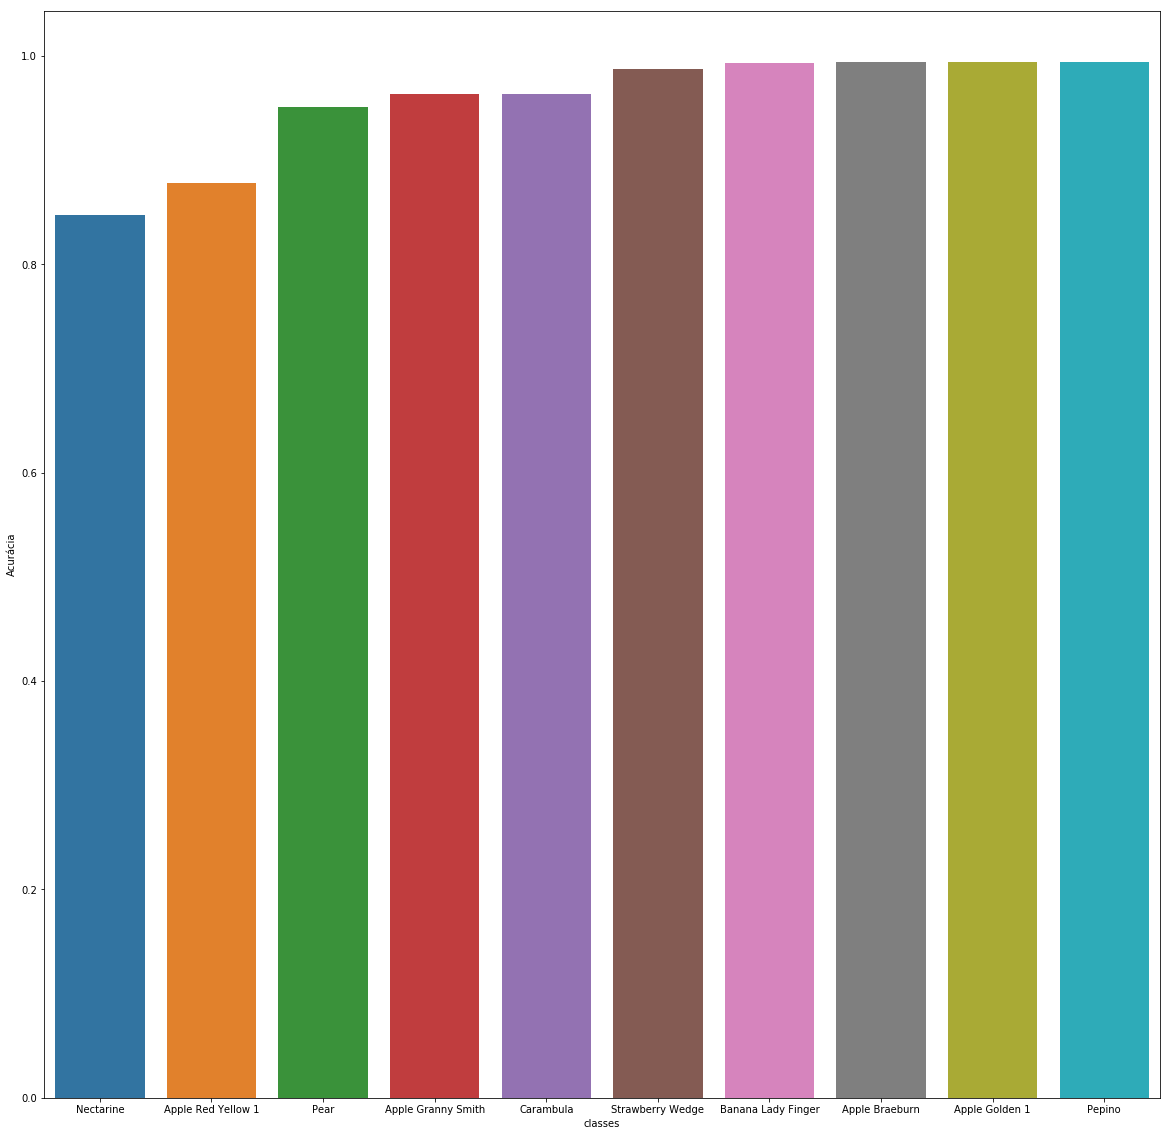 1.0
0.8
0.6
0.4
0.2
0.0
Acurácia
Nectarine Apple Red Yellow 1 Pear Apple Granny Smith Carambula Strawberry Wedge Banana Lady Finger Apple Braeburn Apple Golden 1 Pepino
classes